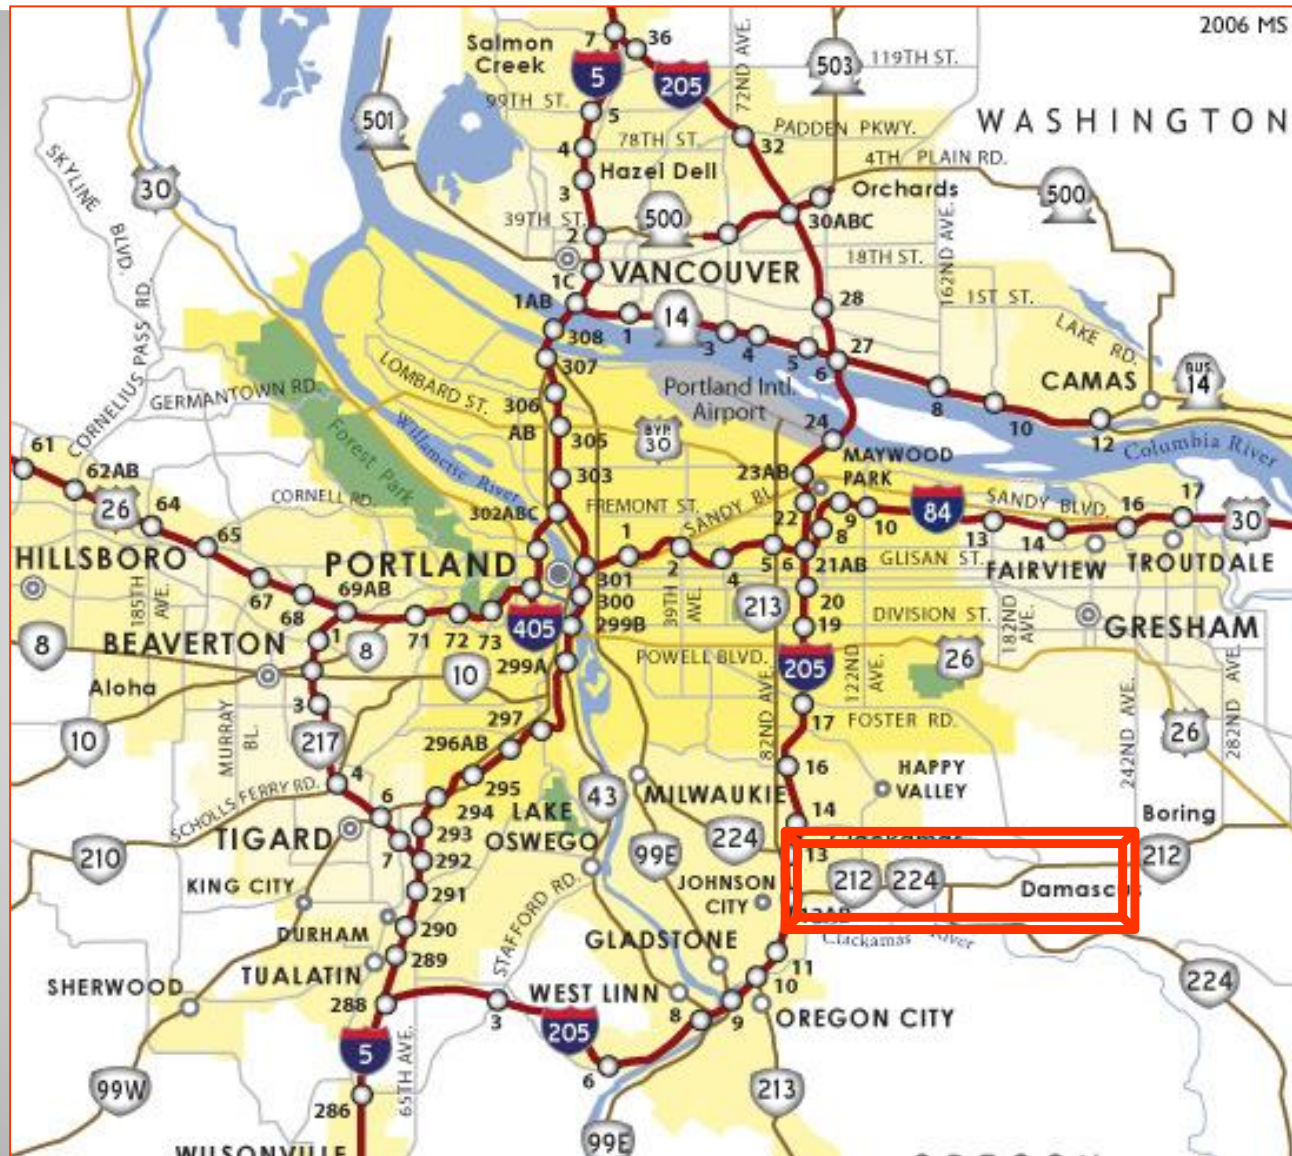 2006 MS
7
36
Salmon
Creek
5
205
72ND AVE.
503
119TH ST.
WASHINGTON
99TH ST.
5
501
78TH ST.
PADDEN PKWY.
4
32
4TH PLAIN RD.
SKYLINE BLVD.
30
Hazel Dell
3
Orchards
500
39TH ST.
500
30ABC
2
162ND AVE.
18TH ST.
VANCOUVER
1C
1AB
28
1ST ST.
14
1
LAKE RD.
308
3
4
5
27
6
307
CORNELIUS PASS RD.
LOMBARD ST.
Portland Intl.
Airport
CAMAS
BUS.
14
GERMANTOWN RD.
8
306
AB
10
12
Willamette River
Forest Park
305
BYP.
30
24
Columbia River
61
MAYWOOD
PARK
62AB
303
23AB
26
64
CORNELL RD.
FREMONT ST.
SANDY BL.
SANDY BLVD.
302ABC
22
9
10
84
16
17
30
65
1
8
13
14
HILLSBORO
PORTLAND
2
4
5
6
21AB
GLISAN ST.
FAIRVIEW
TROUTDALE
301
67
69AB
185TH AVE.
300
39TH AVE.
213
20
182ND AVE.
68
DIVISION ST.
405
299B
19
GRESHAM
8
BEAVERTON
1
8
71
72
73
299A
POWELL BLVD.
205
122ND AVE.
26
10
Aloha
3
82ND AVE.
242ND AVE.
282ND AVE.
MURRAY BL.
297
17
FOSTER RD.
26
10
217
296AB
16
HAPPY
VALLEY
4
SCHOLLS FERRY RD.
295
43
MILWAUKIE
6
294
LAKE
OSWEGO
14
Boring
TIGARD
293
224
Clackamas
210
7
292
99E
13
212
224
212
KING CITY
291
JOHNSON
CITY
Damascus
STAFFORD RD.
12AB
DURHAM
290
GLADSTONE
Clackamas River
289
11
TUALATIN
10
224
SHERWOOD
288
3
WEST LINN
8
9
OREGON CITY
205
5
65TH AVE.
6
99W
213
286
99E
WILSONVILLE
OREGON